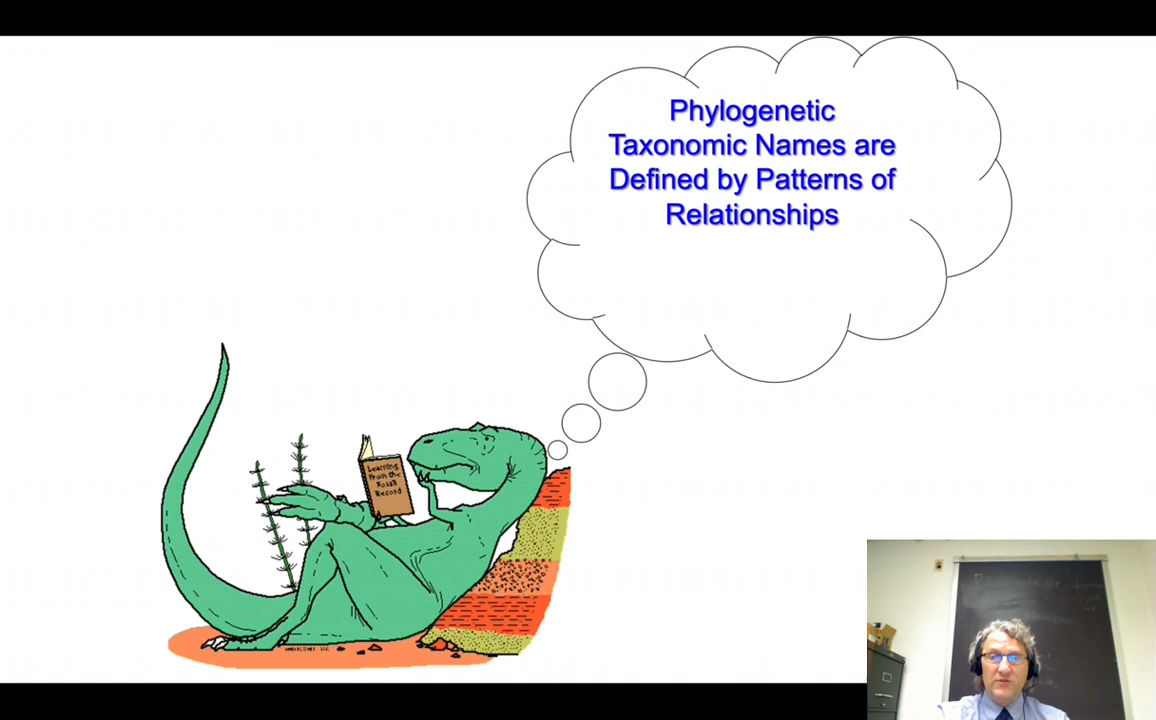 Phylogenetic
Taxonomic Names are
Defined by Patterns of
Relationships
Learning
From the
Fossil
Record